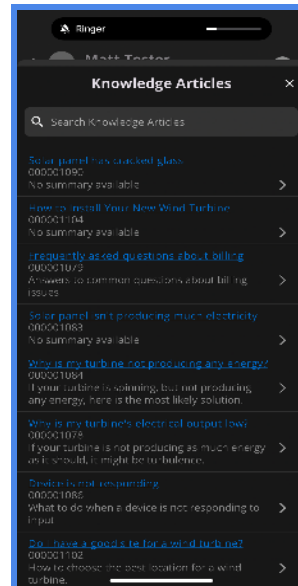 Ringer
Matt Tester
Knowledge Articles
Search Knowledge Articles
Solar panel has cracked glass
000001090
No summary available
How to Install Your New Wind Turbine
000001104
No summary available
Frequently asked questions about billing
000001079
Answers to common questions about billing
issues
Solar panel isn't producing much electricity
000001083
No summary available
Why is my turbine not producing any energy?
000001084
If your turbine is spinning, but not producing
any energy, here is the most likely solution.
Why is my turbine's electrical output low?
000001078
If your turbine is not producing as much energy
as it should, it might be turbulence.
Device is not responding
000001086
What to do when a device is not responding to
input
Do I have a good site for a wind turbine?
000001102
How to choose the best location for a wind
turbine.